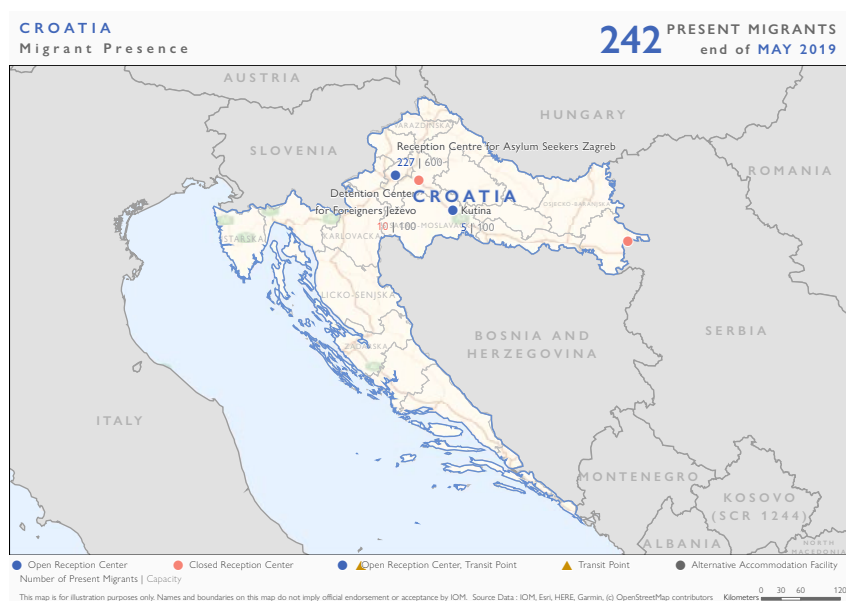 CROATIA
Migrant Presence
242 PRESENT MIGRANTS
end of MAY 2019
AUSTRIA
HUNGARY
SLOVENIA
ROMANIA
VARAZDINSKA
Reception Centre for Asylum Seekers Zagreb
227 | 600
Detention Center
for Foreigners Ježevo
10 | 100
CROATIA
Kutina
5 | 100
OSJECKO-BARANJSKA
ISTARSKA
KARLOVACKA
MOSLAVA
LICKO-SENJSKA
ZADARSKA
BOSNIA AND
HERZEGOVINA
SERBIA
ITALY
MONTENEGRO
KOSOVO
(SCR 1244)
ALBANIA
NORTH
MACEDONIA
Open Reception Center
Closed Reception Center
Open Reception Center, Transit Point
Transit Point
Alternative Accommodation Facility
Number of Present Migrants | Capacity
This map is for illustration purposes only. Names and boundaries on this map do not imply official endorsement or acceptance by IOM. Source Data : IOM, Esri, HERE, Garmin, (c) OpenStreetMap contributors
Kilometers
0 30 60 120